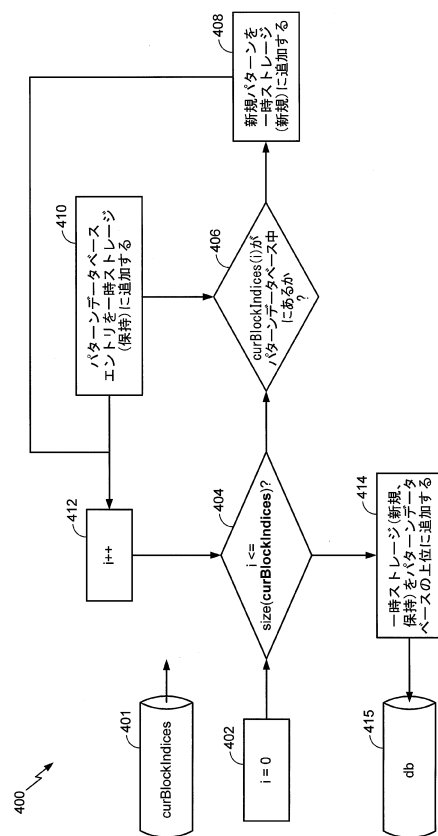 400
401
curBlockIndices
402
i = 0
412
i++
404
i <=
size(curBlockIndices)?
410
パターンデータベース
エントリを一時ストレージ
(保持)に追加する
406
curBlockIndices(i)が
パターンデータベース中
にあるか
?
408
新規パターンを
一時ストレージ
(新規)に追加する
414
一時ストレージ(新規、
保持)をパターンデータ
ベースの上位に追加する
415
db